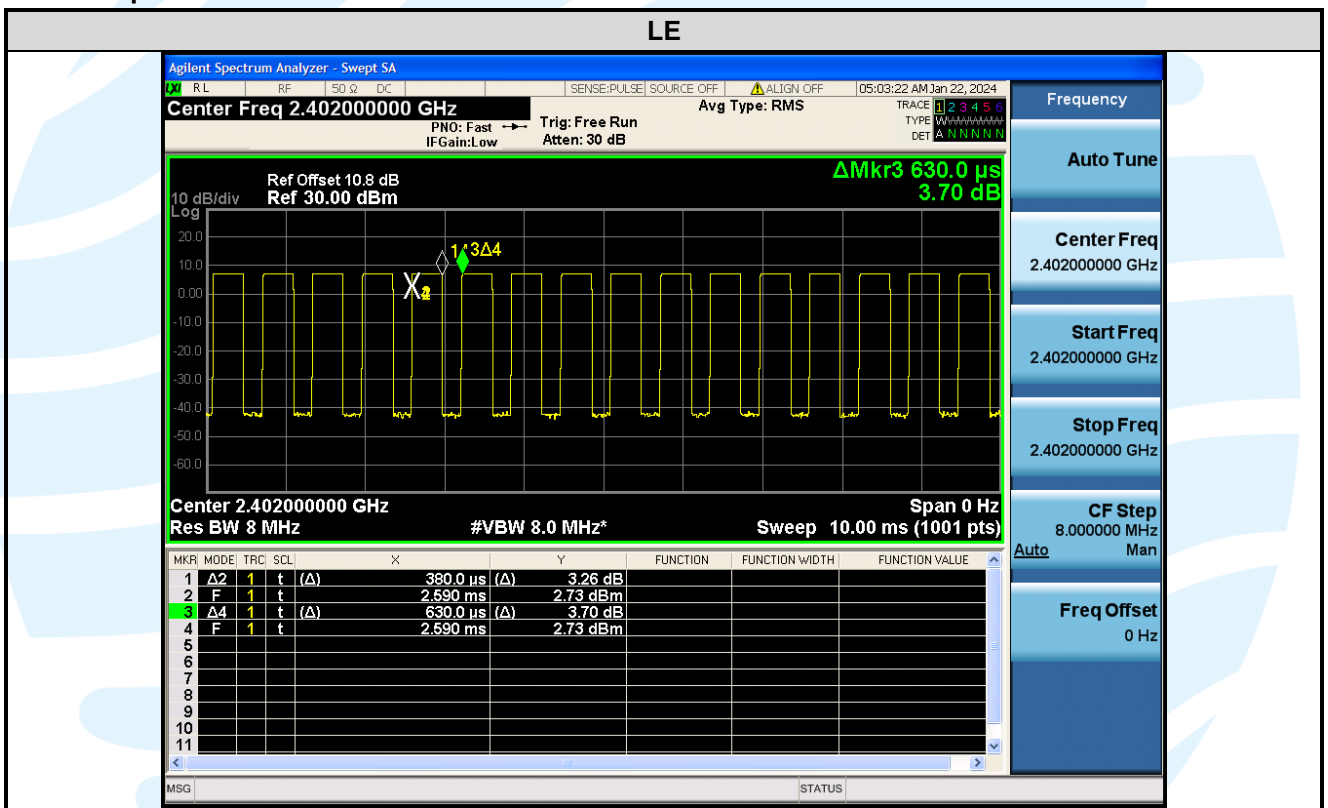 LE
Agilent Spectrum Analyzer - Swept SA
RL RF 50 Ω DC SENSE:PULSE SOURCE OFF ALIGN OFF 05:03:22 AM Jan 22, 2024
Center Freq 2.402000000 GHz Avg Type: RMS TRACE 1 2 3 4 5 6
PNO: Fast Trig: Free Run TYPE
IFGain:Low Atten: 30 dB DET A N N N N N
Frequency
Auto Tune
Center Freq
2.402000000 GHz
Start Freq
2.402000000 GHz
Stop Freq
2.402000000 GHz
CF Step
8.000000 MHz
Auto Man
Freq Offset
0 Hz
ΔMkr3 630.0 µs
3.70 dB
Ref Offset 10.8 dB
10 dB/div Ref 30.00 dBm
Log
20.0
10.0
0.00
-10.0
-20.0
-30.0
-40.0
-50.0
-60.0
3Δ4
Center 2.402000000 GHz Span 0 Hz
Res BW 8 MHz #VBW 8.0 MHz* Sweep 10.00 ms (1001 pts)
MKR MODE TRC SCL X Y FUNCTION FUNCTION WIDTH FUNCTION VALUE
1 Δ2 1 t (Δ) 380.0 µs (Δ) 3.26 dB
2 F 1 t 2.590 ms 2.73 dBm
3 Δ4 1 t (Δ) 630.0 µs (Δ) 3.70 dB
4 F 1 t 2.590 ms 2.73 dBm
5
6
7
8
9
10
11
MSG STATUS